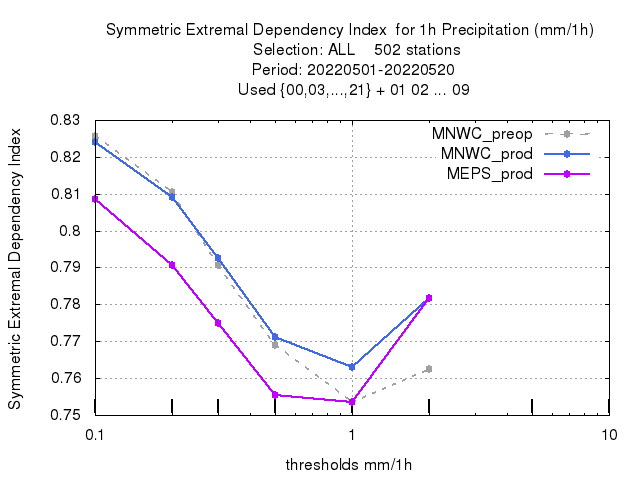 Symmetric Extremal Dependency Index  for 1h Precipitation (mm/1h)
Selection: ALL    502 stations
Period: 20220501-20220520
Used {00,03,...,21} + 01 02 ... 09
Symmetric Extremal Dependency Index
0.83
0.82
0.81
0.8
0.79
0.78
0.77
0.76
0.75
MNWC_preop
MNWC_prod
MEPS_prod
0.1
1
10
thresholds mm/1h